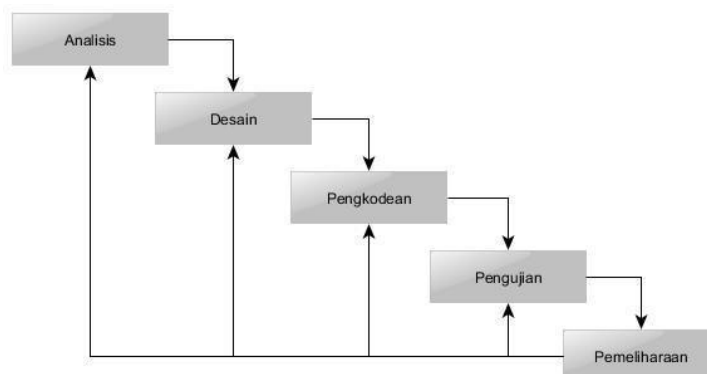 Analisis
Desain
Pengkodean
Pengujian
Pemeliharaan